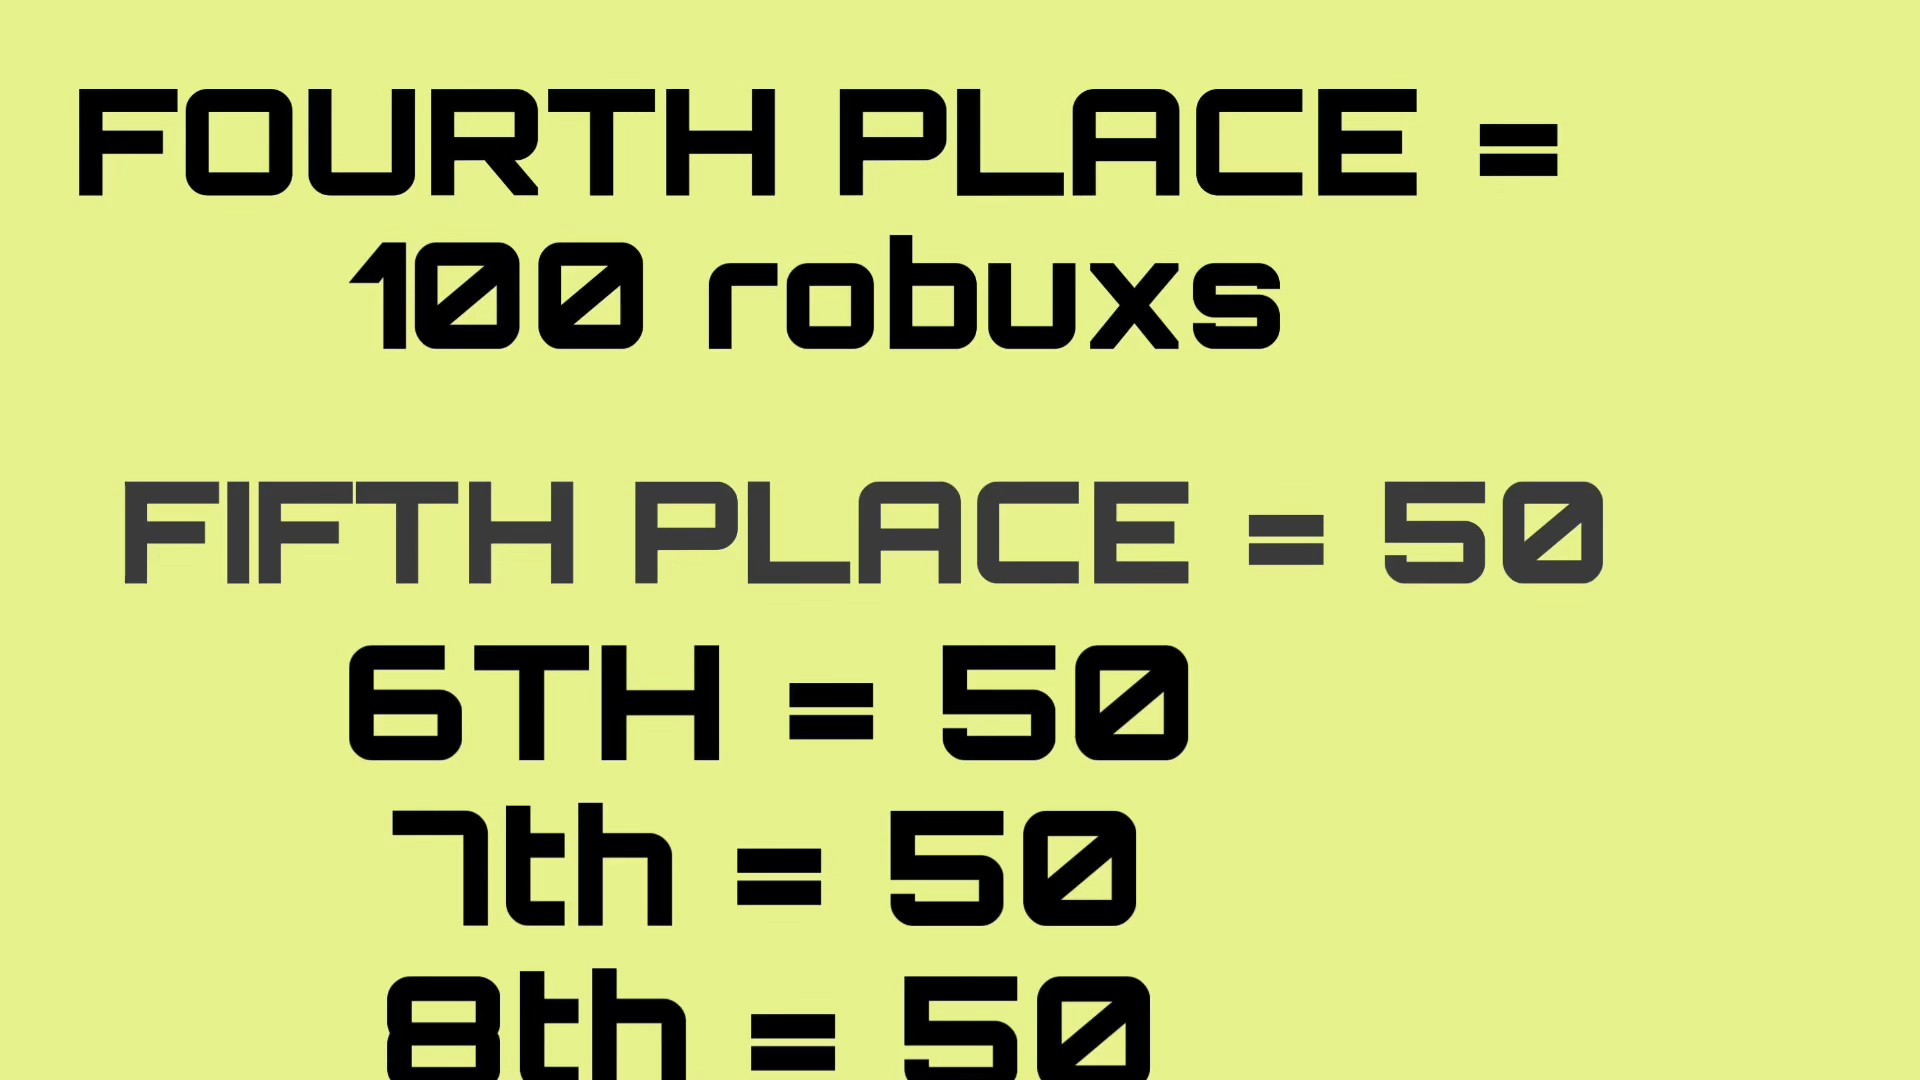 FOURTH PLACE =
100 robuxs
FIFTH PLACE = 50
6TH = 50
7th = 50
8th = 50